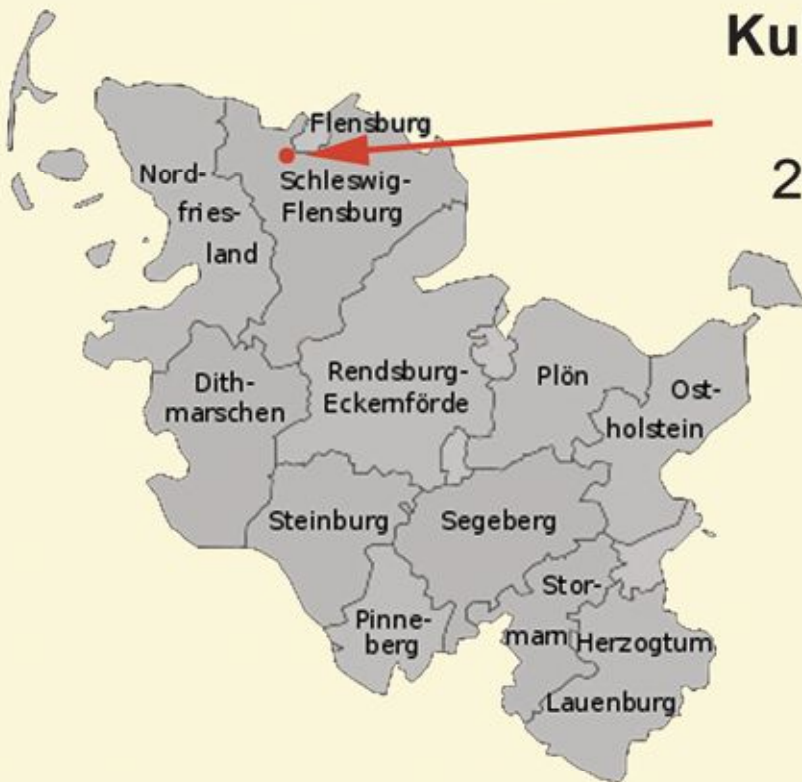 Ku
Flensburg
2
Nord-
fries-
land
Schleswig-
Flensburg
Dith-
marschen
Rendsburg-
Eckernförde
Plön
Ost-
holstein
Steinburg
Segeberg
Stor-
marn
Pinne-
berg
Herzogtum
Lauenburg